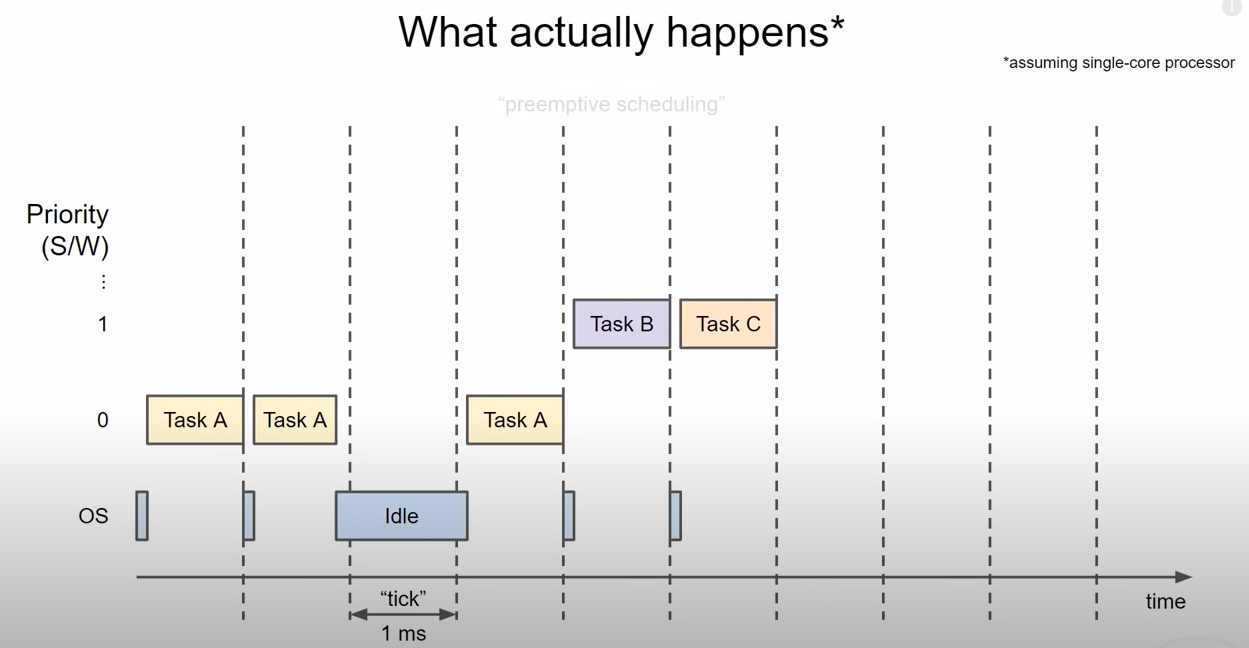 What actually happens*
*assuming single-core processor
“preemptive scheduling”
Priority
(S/W)
⋮
1
Task B
Task C
0
Task A
Task A
Task A
OS
Idle
“tick”
1 ms
time